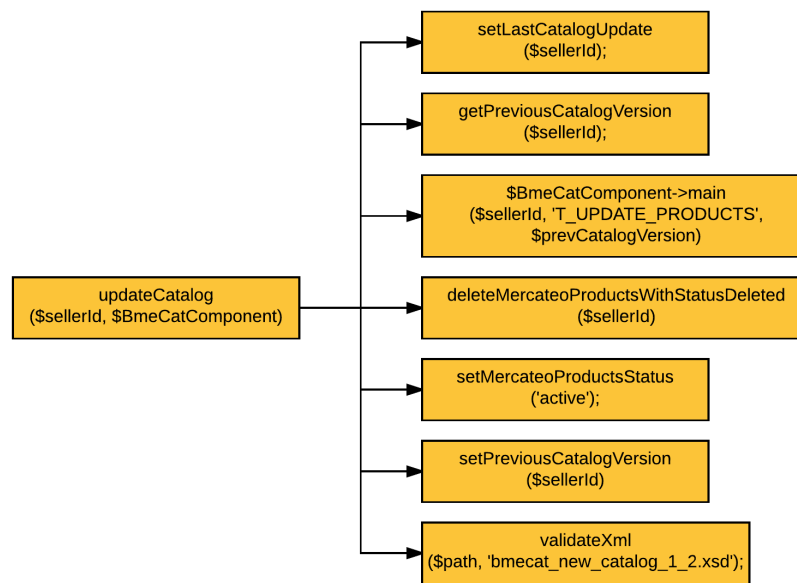 setLastCatalogUpdate
($sellerId);
getPreviousCatalogVersion
($sellerId);
$BmeCatComponent->main
($sellerId, 'T_UPDATE_PRODUCTS',
$prevCatalogVersion)
updateCatalog
($sellerId, $BmeCatComponent)
deleteMercateoProductsWithStatusDeleted
($sellerId)
setMercateoProductsStatus
('active');
setPreviousCatalogVersion
($sellerId)
validateXml
($path, 'bmecat_new_catalog_1_2.xsd');